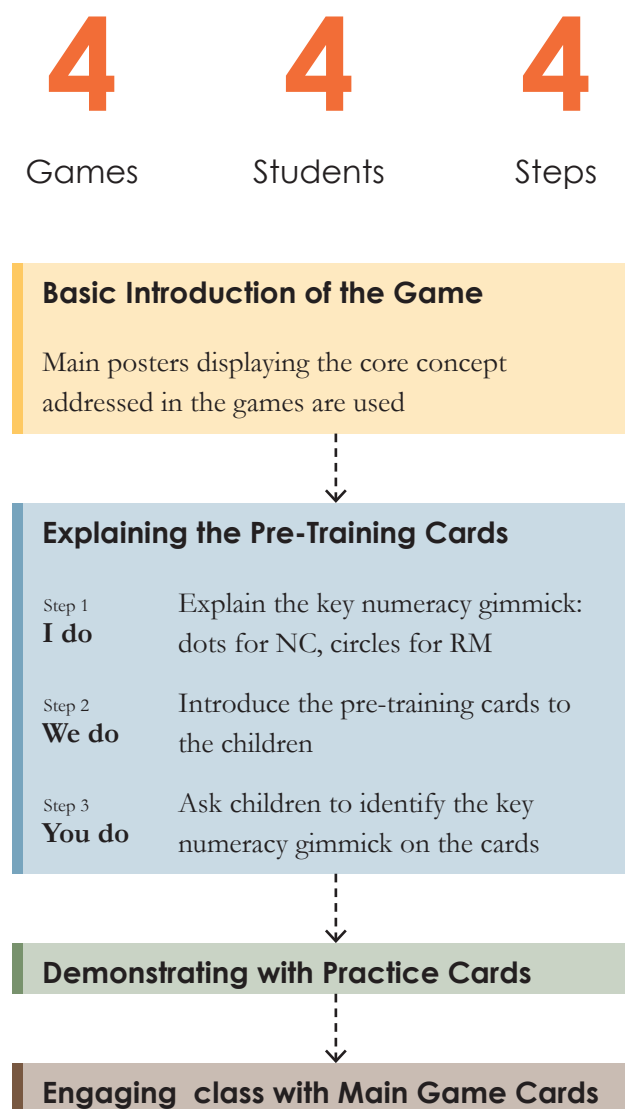 4 4 4
Games Students Steps
Basic Introduction of the Game
Main posters displaying the core concept
addressed in the games are used
Explaining the Pre-Training Cards
Step 1
I do
Explain the key numeracy gimmick:
dots for NC, circles for RM
Step 2
We do
Introduce the pre-training cards to
the children
Step 3
You do
Ask children to identify the key
numeracy gimmick on the cards
Demonstrating with Practice Cards
Engaging class with Main Game Cards